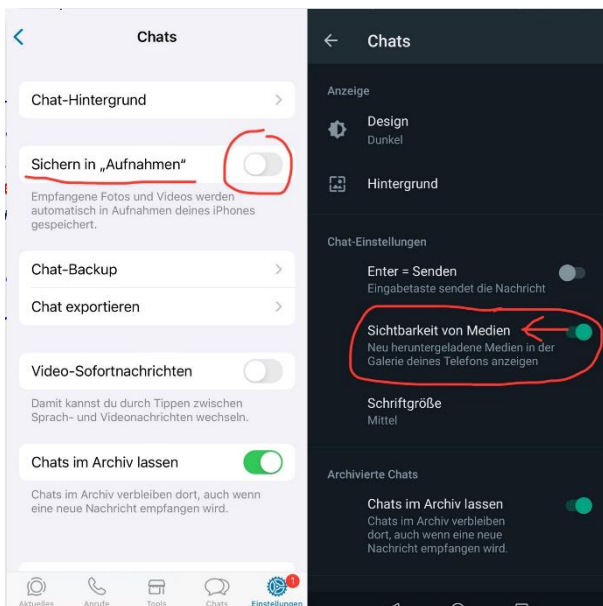 Chats
Chat-Hintergrund
Sichern in „Aufnahmen“
Empfangene Fotos und Videos werden
automatisch in Aufnahmen deines iPhones
gespeichert.
Chat-Backup
Chat exportieren
Video-Sofortnachrichten
Damit kannst du durch Tippen zwischen
Sprach- und Videonachrichten wechseln.
Chats im Archiv lassen
Chats im Archiv verbleiben dort, auch wenn
eine neue Nachricht empfangen wird.
1
Aktuelles Anrufe Tools Chats Einstellungen
Chats
Anzeige
Design
Dunkel
Hintergrund
Chat-Einstellungen
Enter = Senden
Eingabetaste sendet die Nachricht
Sichtbarkeit von Medien
Neu heruntergeladene Medien in der
Galerie deines Telefons anzeigen
Schriftgröße
Mittel
Archivierte Chats
Chats im Archiv lassen
Chats im Archiv verbleiben
dort, auch wenn eine neue
Nachricht empfangen wird.